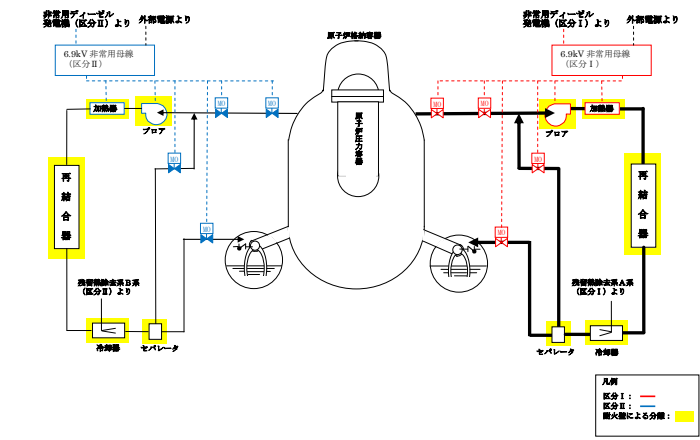 非常用ディーゼル
発電機（区分Ⅱ）より
外部電源より
6.9kV 非常用母線
（区分Ⅱ）
加熱器
ブロア
MO
MO
MO
MO
再結合器
残留熱除去系B系
（区分Ⅱ）より
冷却器
セパレータ
原子炉格納容器
原子炉圧力容器
非常用ディーゼル
発電機（区分Ⅰ）より
外部電源より
6.9kV 非常用母線
（区分Ⅰ）
MO
MO
MO
MO
ブロア
加熱器
再結合器
残留熱除去系A系
（区分Ⅰ）より
セパレータ
冷却器
凡例
区分Ⅰ：
区分Ⅱ：
耐火壁による分離：